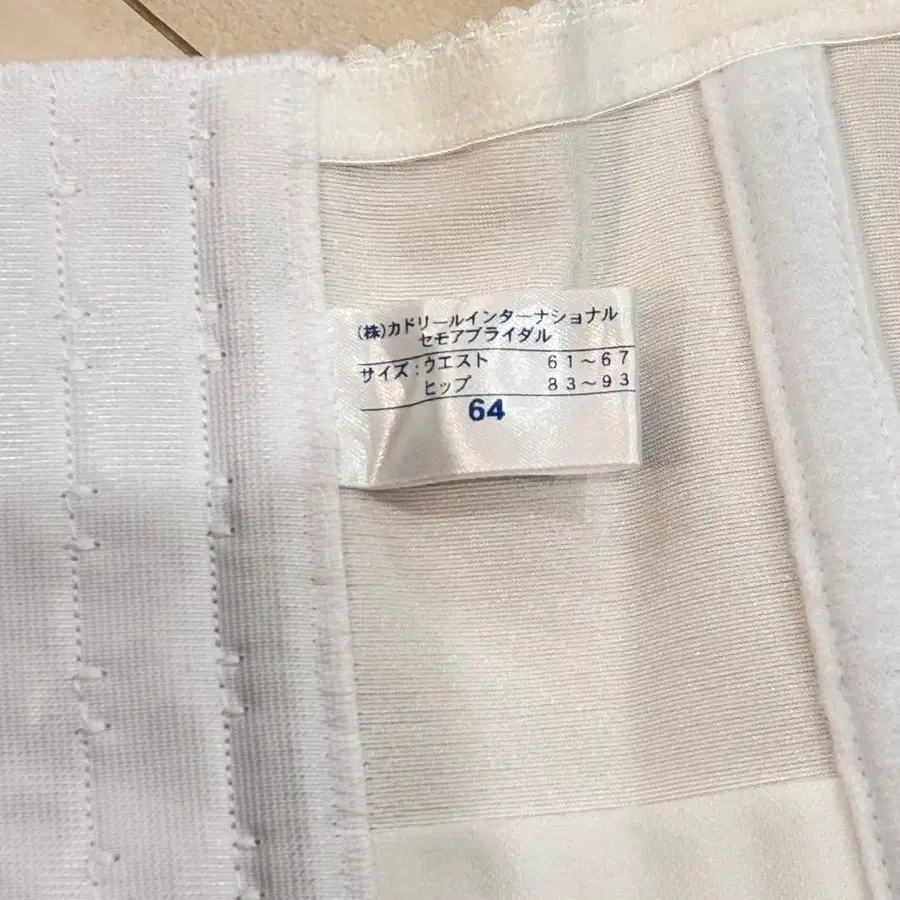 (株)カドリールインターナショナル
セモアブライダル
サイズ:ウエスト 61~67
ヒップ 83~93
64